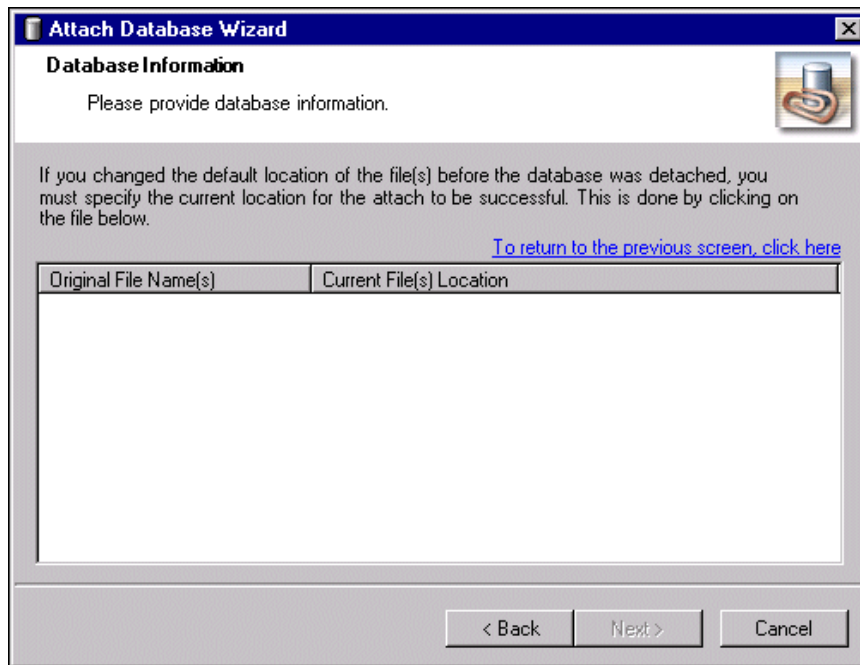 Attach Database Wizard
Database Information
Please provide database information.
If you changed the default location of the file(s) before the database was detached, you
must specify the current location for the attach to be successful. This is done by clicking on
the file below.
To return to the previous screen, click here
Original File Name(s) Current File(s) Location
< Back Next > Cancel